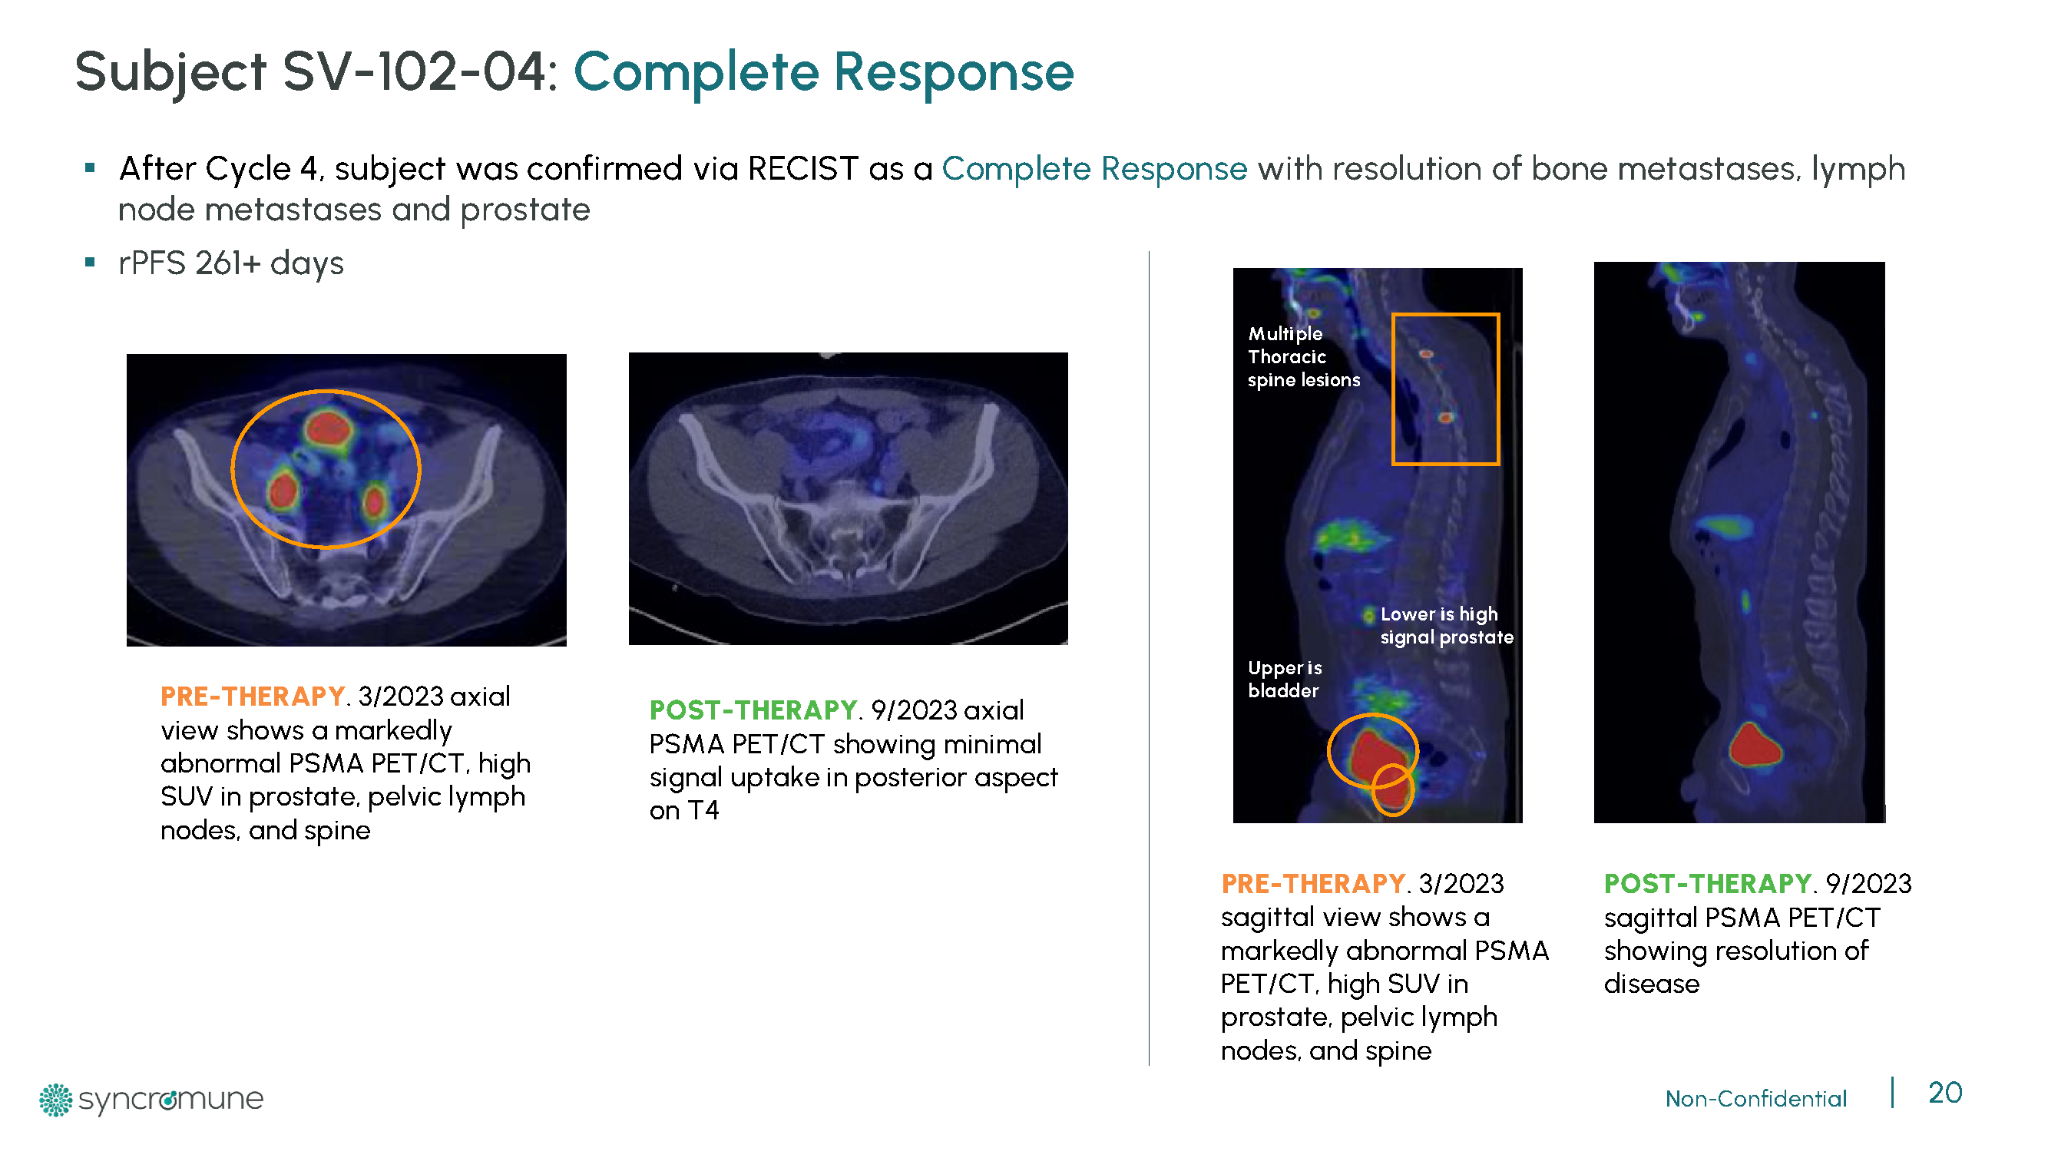 Subject SV-102-04: Complete Response
▪ After Cycle 4, subject was confirmed via RECIST as a Complete Response with resolution of bone metastases, lymph
node metastases and prostate
▪ rPFS 261+ days
PRE-THERAPY. 3/2023 axial
view shows a markedly
abnormal PSMA PET/CT, high
SUV in prostate, pelvic lymph
nodes, and spine
POST-THERAPY. 9/2023 axial
PSMA PET/CT showing minimal
signal uptake in posterior aspect
on T4
Multiple
Thoracic
spine lesions
Lower is high
signal prostate
Upper is
bladder
PRE-THERAPY. 3/2023
sagittal view shows a
markedly abnormal PSMA
PET/CT, high SUV in
prostate, pelvic lymph
nodes, and spine
POST-THERAPY. 9/2023
sagittal PSMA PET/CT
showing resolution of
disease
syncromune
Non-Confidential
20